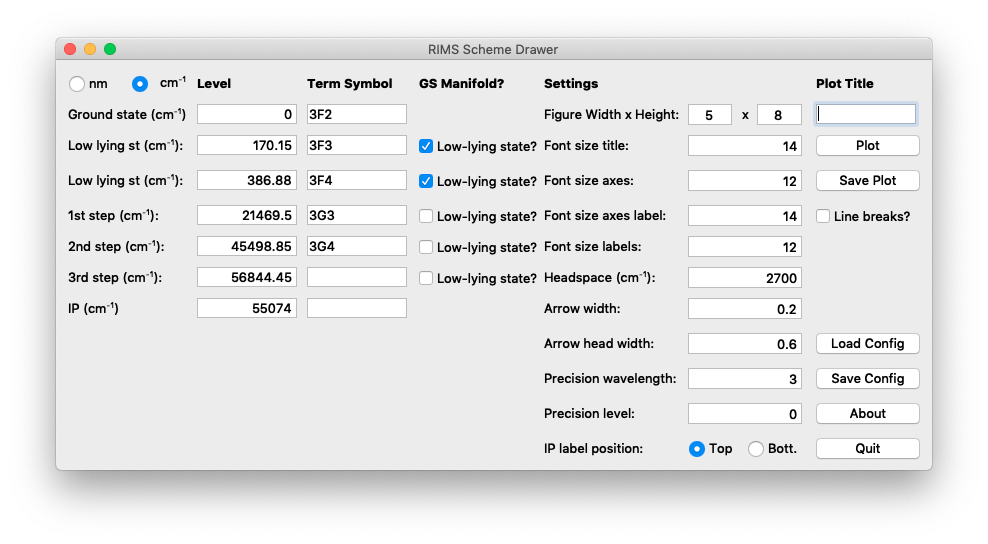 RIMS Scheme Drawer
nm cm⁻¹ Level Term Symbol GS Manifold? Settings Plot Title
Ground state (cm⁻¹) 0 3F2 Figure Width x Height: 5 x 8
Low lying st (cm⁻¹): 170.15 3F3 Low-lying state? Font size title: 14 Plot
Low lying st (cm⁻¹): 386.88 3F4 Low-lying state? Font size axes: 12 Save Plot
1st step (cm⁻¹): 21469.5 3G3 Low-lying state? Font size axes label: 14 Line breaks?
2nd step (cm⁻¹): 45498.85 3G4 Low-lying state? Font size labels: 12
3rd step (cm⁻¹): 56844.45 Low-lying state? Headspace (cm⁻¹): 2700
IP (cm⁻¹) 55074 Arrow width: 0.2
Arrow head width: 0.6 Load Config
Precision wavelength: 3 Save Config
Precision level: 0 About
IP label position: Top Bott. Quit